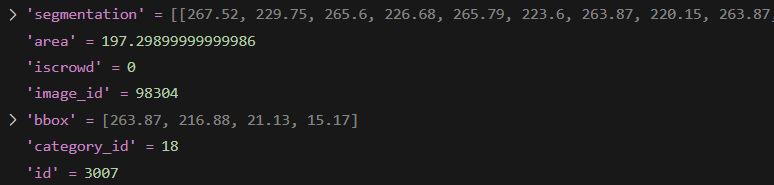 > 'segmentation' = [[267.52, 229.75, 265.6, 226.68, 265.79, 223.6, 263.87, 220.15, 263.87,
'area' = 197.29899999999986
'iscrowd' = 0
'image_id' = 98304
> 'bbox' = [263.87, 216.88, 21.13, 15.17]
'category_id' = 18
'id' = 3007